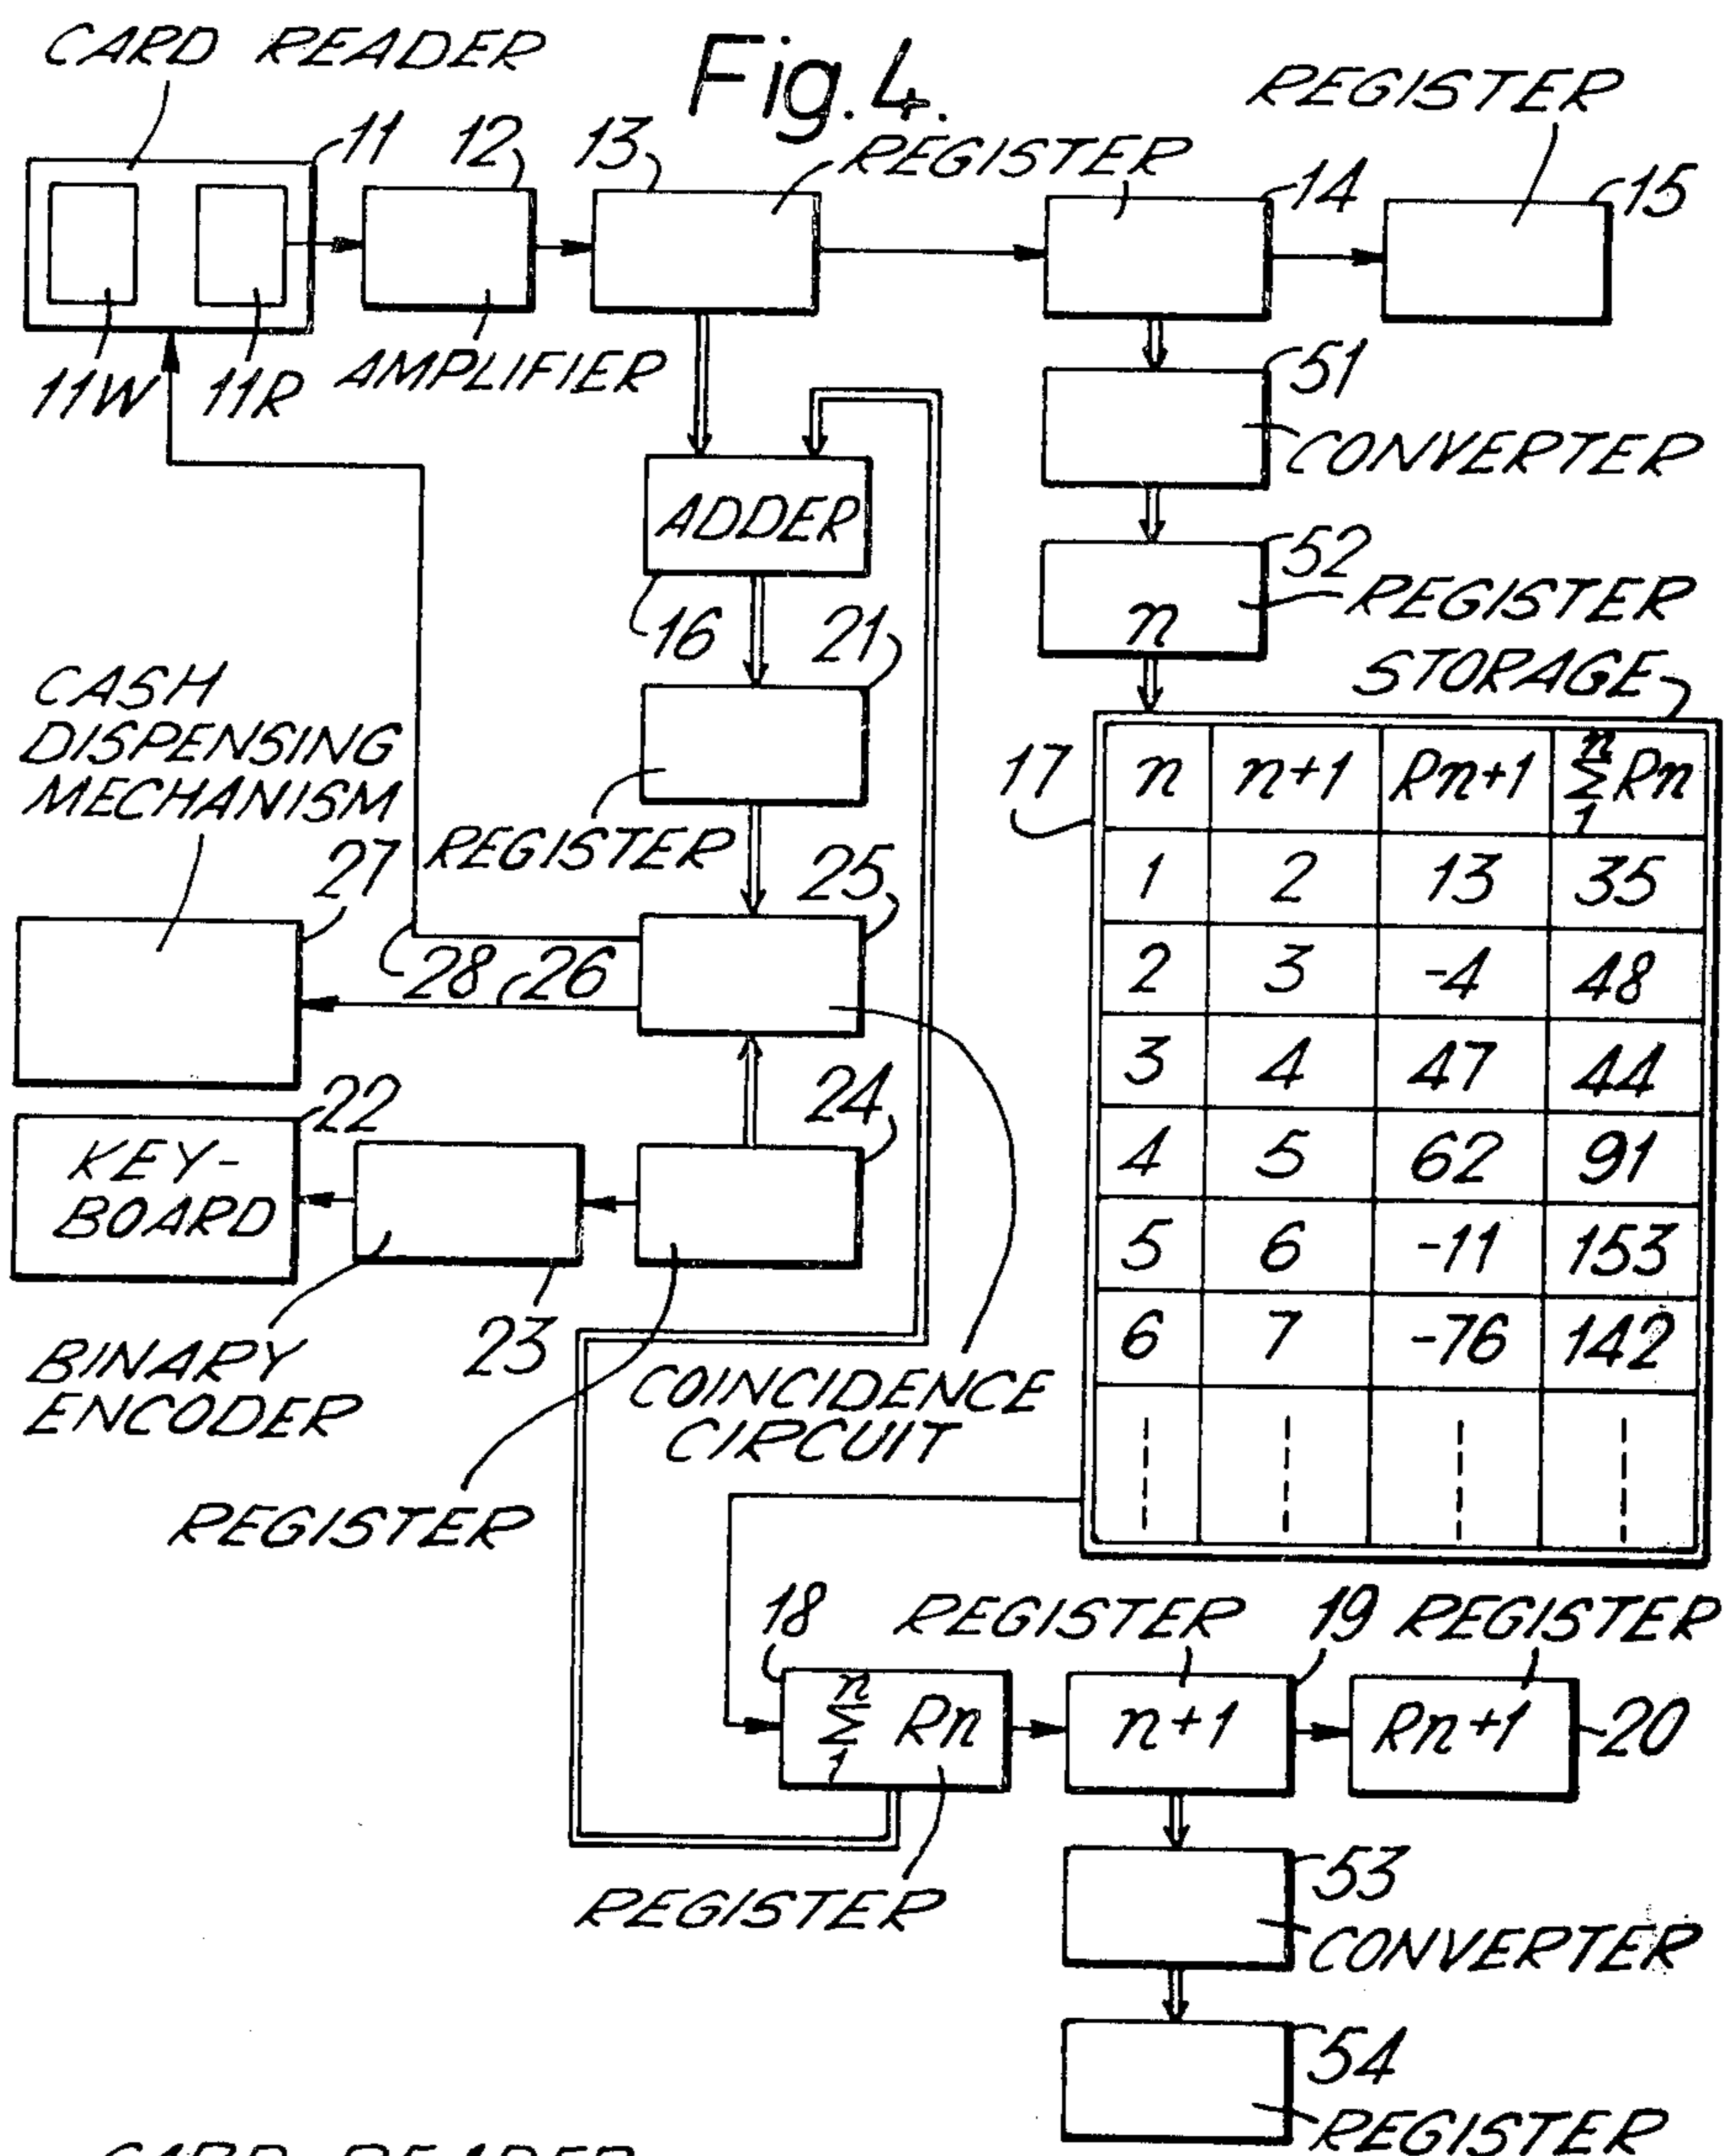 Fig.4.
CARD READER
REGISTER
11
12
13
REGISTER
14
15
11W
11R
AMPLIFIER
51
CONVERTER
ADDER
16
52
n
REGISTER
21
STORAGE
CASH
DISPENSING
MECHANISM
17
n n+1 Rn+1 n Σ 1 Rn
1 2 13 35
2 3 -4 48
3 4 47 44
4 5 62 91
5 6 -11 153
6 7 -76 142
REGISTER
27
25
28
26
22
24
KEY-
BOARD
BINARY
ENCODER
23
COINCIDENCE
CIRCUIT
REGISTER
18
REGISTER
19
REGISTER
n Σ 1 Rn
n+1
Rn+1
20
REGISTER
53
CONVERTER
54
REGISTER
CARD READER